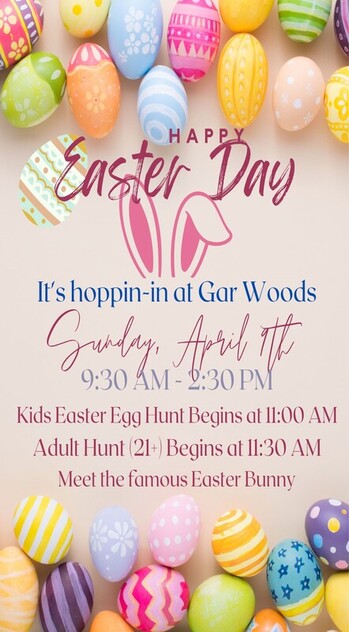 HAPPY
Easter Day
It's hoppin-in at Gar Woods
Sunday, April 9th
9:30 AM - 2:30 PM
Kids Easter Egg Hunt Begins at 11:00 AM
Adult Hunt (21+) Begins at 11:30 AM
Meet the famous Easter Bunny